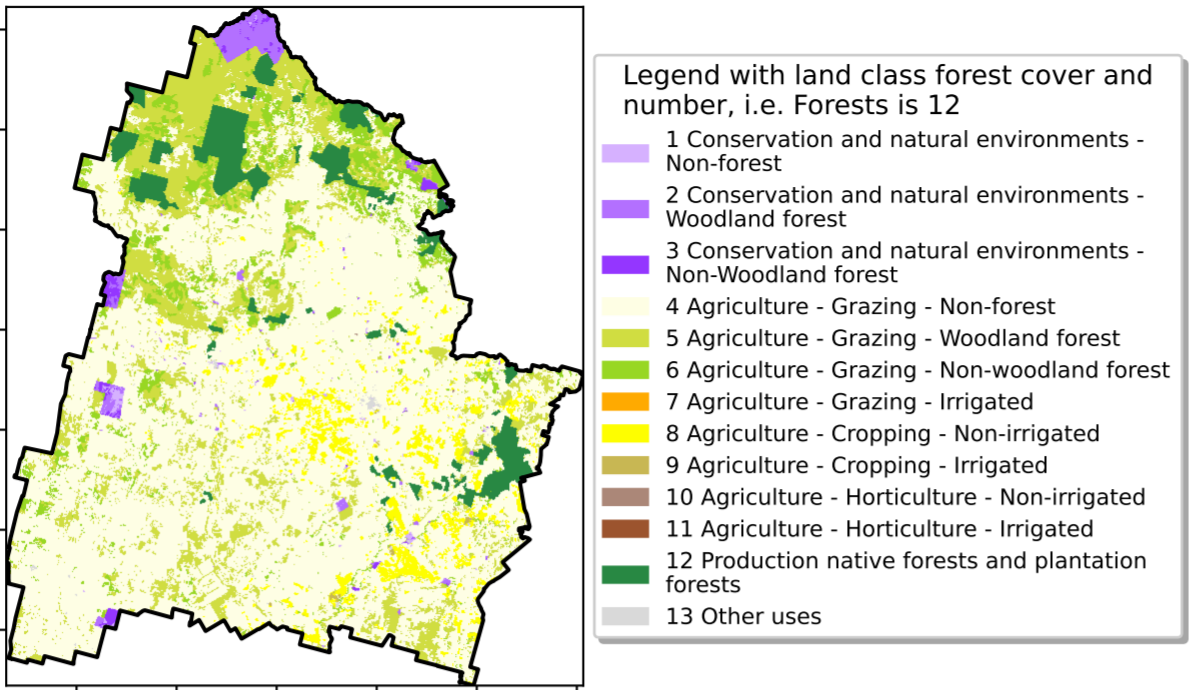 Legend with land class forest cover and
number, i.e. Forests is 12
1 Conservation and natural environments -
Non-forest
2 Conservation and natural environments -
Woodland forest
3 Conservation and natural environments -
Non-Woodland forest
4 Agriculture - Grazing - Non-forest
5 Agriculture - Grazing - Woodland forest
6 Agriculture - Grazing - Non-woodland forest
7 Agriculture - Grazing - Irrigated
8 Agriculture - Cropping - Non-irrigated
9 Agriculture - Cropping - Irrigated
10 Agriculture - Horticulture - Non-irrigated
11 Agriculture - Horticulture - Irrigated
12 Production native forests and plantation
forests
13 Other uses